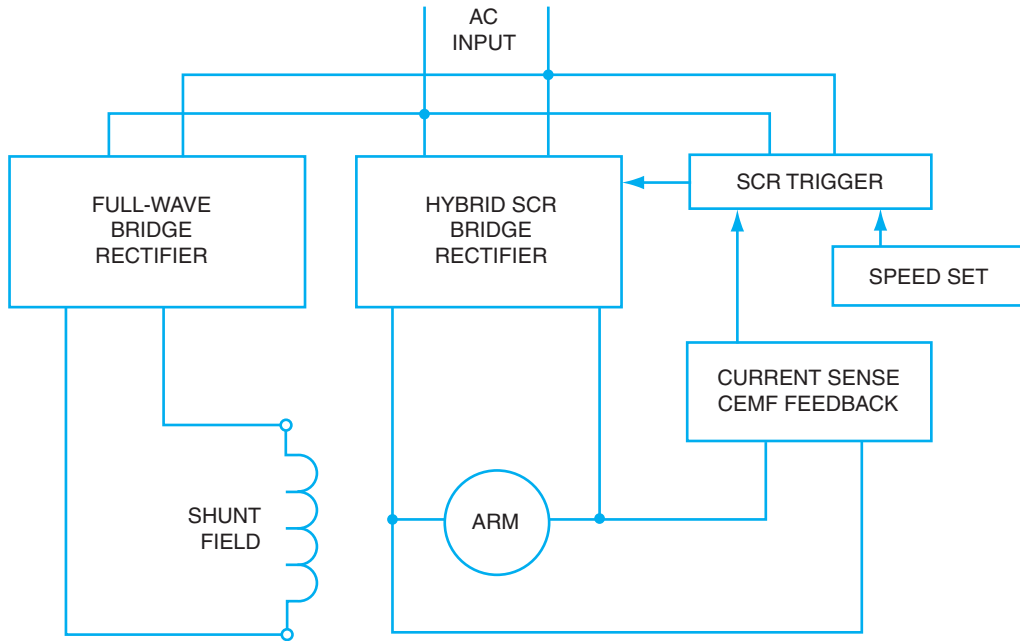 AC
INPUT
FULL-WAVE
BRIDGE
RECTIFIER
HYBRID SCR
BRIDGE
RECTIFIER
SCR TRIGGER
SPEED SET
CURRENT SENSE
CEMF FEEDBACK
SHUNT
FIELD
ARM